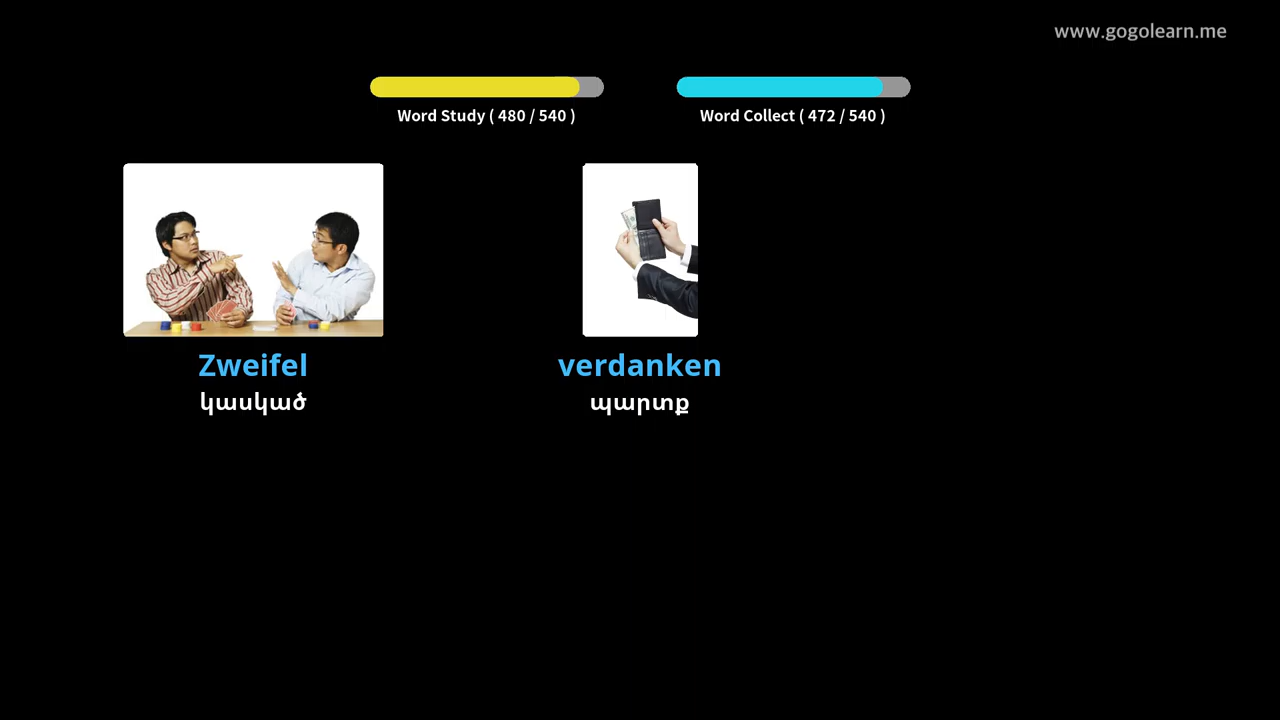 www.gogolearn.me
Word Study ( 480 / 540 )
Word Collect ( 472 / 540 )
Zweifel
կասկած
verdanken
պարտք